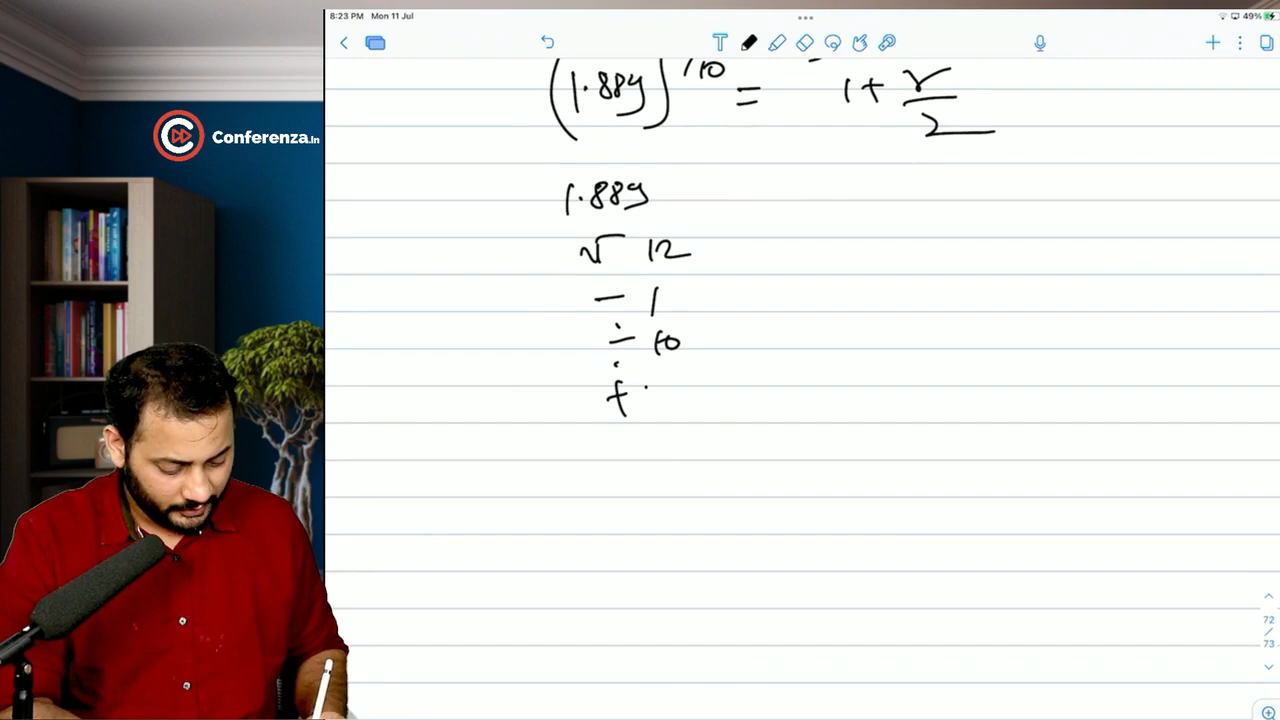 8:23 PM Mon 11 Jul
49%
T
(1.889)^1/10 = 1 + r/2
Conferenza.In
1.889
√ 12
− 1
÷ 10
+
72
/
73